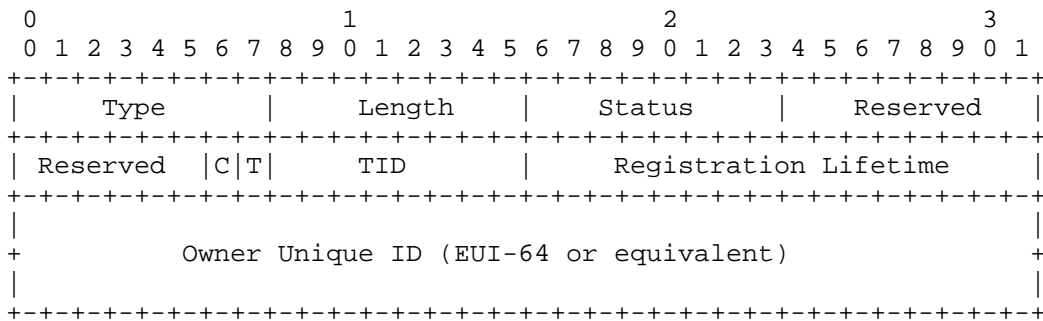 0                   1                   2                   3
 0 1 2 3 4 5 6 7 8 9 0 1 2 3 4 5 6 7 8 9 0 1 2 3 4 5 6 7 8 9 0 1
+-+-+-+-+-+-+-+-+-+-+-+-+-+-+-+-+-+-+-+-+-+-+-+-+-+-+-+-+-+-+-+-+
|     Type      |     Length    |    Status     |    Reserved   |
+-+-+-+-+-+-+-+-+-+-+-+-+-+-+-+-+-+-+-+-+-+-+-+-+-+-+-+-+-+-+-+-+
| Reserved  |C|T|     TID       |     Registration Lifetime     |
+-+-+-+-+-+-+-+-+-+-+-+-+-+-+-+-+-+-+-+-+-+-+-+-+-+-+-+-+-+-+-+-+
|                                                               |
+          Owner Unique ID (EUI-64 or equivalent)               +
|                                                               |
+-+-+-+-+-+-+-+-+-+-+-+-+-+-+-+-+-+-+-+-+-+-+-+-+-+-+-+-+-+-+-+-+